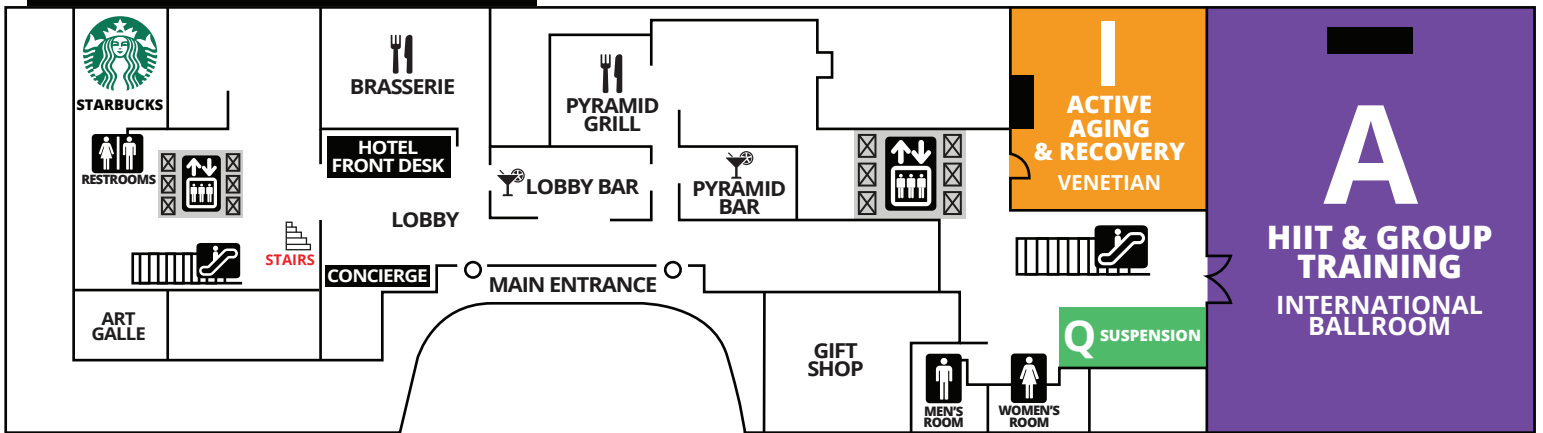 STARBUCKS
RESTROOMS
STAIRS
ART
GALLE
BRASSERIE
HOTEL
FRONT DESK
LOBBY
CONCIERGE
MAIN ENTRANCE
LOBBY BAR
PYRAMID
GRILL
PYRAMID
BAR
GIFT
SHOP
MEN'S
ROOM
WOMEN'S
ROOM
I
ACTIVE
AGING
& RECOVERY
VENETIAN
Q SUSPENSION
A
HIIT & GROUP
TRAINING
INTERNATIONAL
BALLROOM